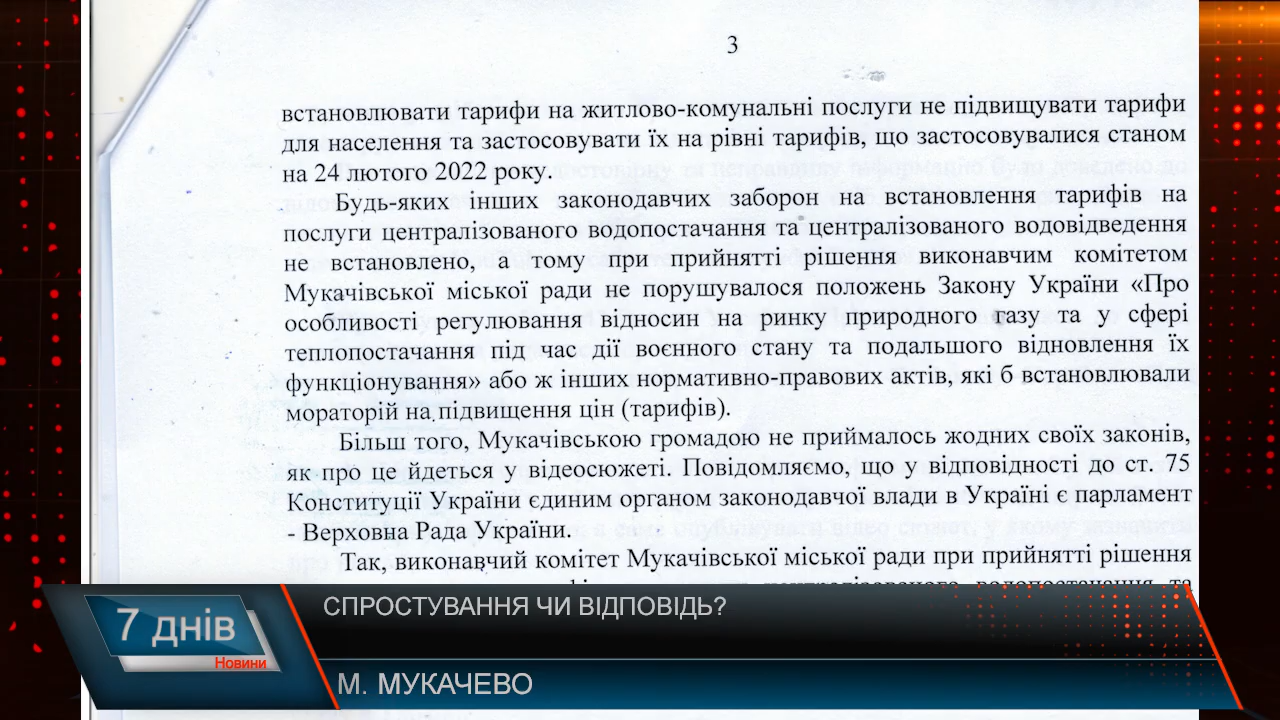 3
встановлювати тарифи на житлово-комунальні послуги не підвищувати тарифи
для населення та застосовувати їх на рівні тарифів, що застосовувалися станом
на 24 лютого 2022 року.
Будь-яких інших законодавчих заборон на встановлення тарифів на
послуги централізованого водопостачання та централізованого водовідведення
не встановлено, а тому при прийнятті рішення виконавчим комітетом
Мукачівської міської ради не порушувалося положень Закону України «Про
особливості регулювання відносин на ринку природного газу та у сфері
теплопостачання під час дії воєнного стану та подальшого відновлення їх
функціонування» або ж інших нормативно-правових актів, які б встановлювали
мораторій на підвищення цін (тарифів).
Більш того, Мукачівською громадою не приймалось жодних своїх законів,
як про це йдеться у відеосюжеті. Повідомляємо, що у відповідності до ст. 75
Конституції України єдиним органом законодавчої влади в Україні є парламент
- Верховна Рада України.
Так, виконавчий комітет Мукачівської міської ради при прийнятті рішення
централізованого водопостачання та
СПРОСТУВАННЯ ЧИ ВІДПОВІДЬ?
7 днів
Новини
М. МУКАЧЕВО